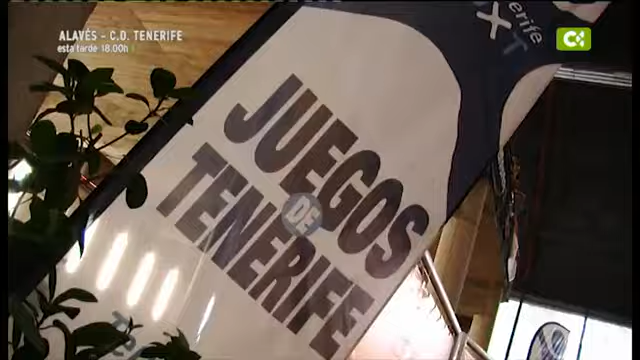 ALAVÉS - C.D. TENERIFE
esta tarde 18.00h
JUEGOS
DE
TENERIFE